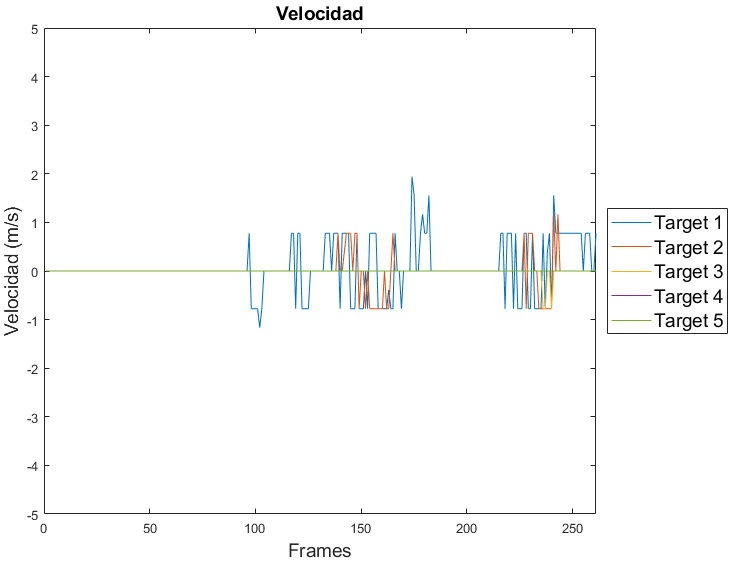 Velocidad
5
4
3
2
1
0
-1
-2
-3
-4
-5
Velocidad (m/s)
0 50 100 150 200 250
Frames
Target 1
Target 2
Target 3
Target 4
Target 5